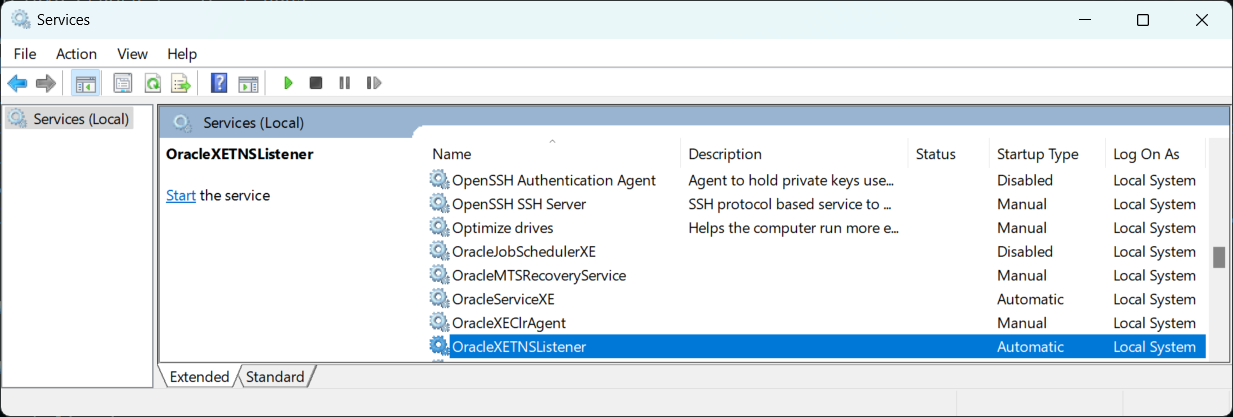 Services
File Action View Help
Services (Local)
Services (Local)
OracleXETNSListener
Start the service
Name Description Status Startup Type Log On As
OpenSSH Authentication Agent Agent to hold private keys use... Disabled Local System
OpenSSH SSH Server SSH protocol based service to ... Manual Local System
Optimize drives Helps the computer run more e... Manual Local System
OracleJobSchedulerXE Disabled Local System
OracleMTSRecoveryService Manual Local System
OracleServiceXE Automatic Local System
OracleXEClrAgent Manual Local System
OracleXETNSListener Automatic Local System
Extended Standard